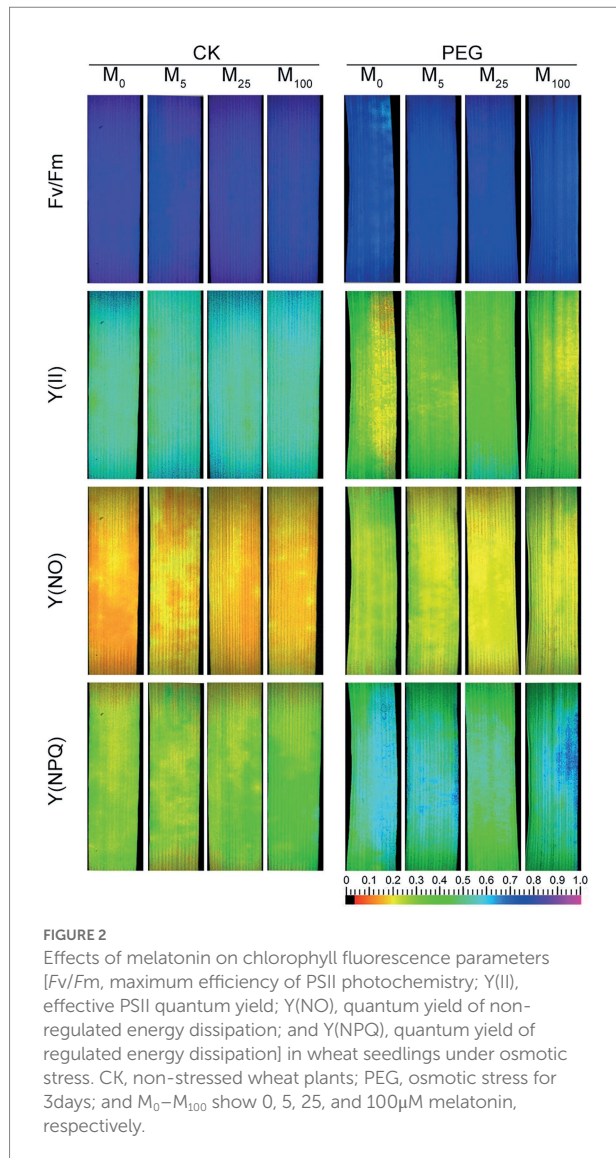 CK PEG
M0 M5 M25 M100 M0 M5 M25 M100
Fv/Fm
Y(II)
Y(NO)
Y(NPQ)
0 0.1 0.2 0.3 0.4 0.5 0.6 0.7 0.8 0.9 1.0
FIGURE 2
Effects of melatonin on chlorophyll fluorescence parameters
[Fv/Fm, maximum efficiency of PSII photochemistry; Y(II),
effective PSII quantum yield; Y(NO), quantum yield of non-
regulated energy dissipation; and Y(NPQ), quantum yield of
regulated energy dissipation] in wheat seedlings under osmotic
stress. CK, non-stressed wheat plants; PEG, osmotic stress for
3days; and M0–M100 show 0, 5, 25, and 100μM melatonin,
respectively.